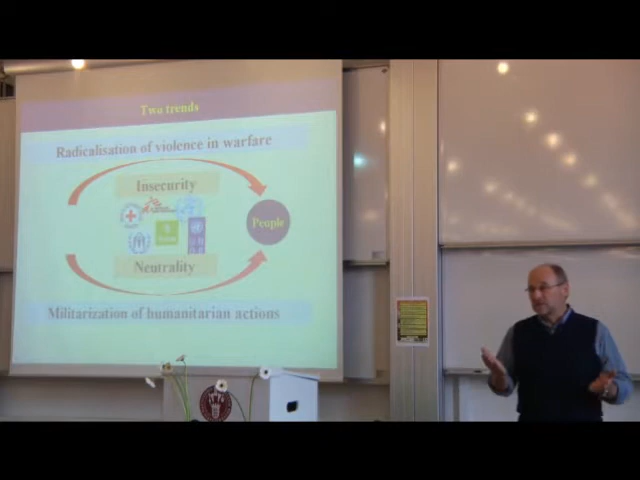 Two trends
Radicalisation of violence in warfare
Insecurity
People
Neutrality
Militarization of humanitarian actions